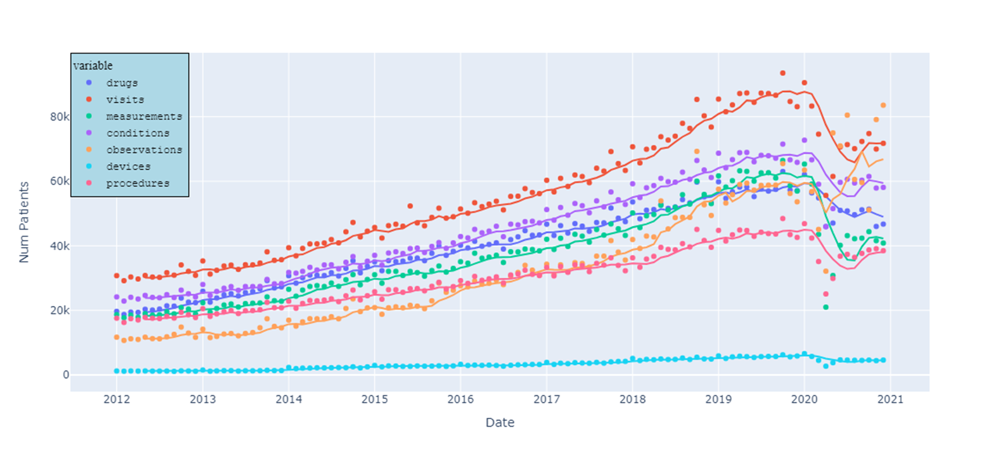 variable
drugs
visits
measurements
conditions
observations
devices
procedures
80k
60k
40k
20k
0
Num Patients
2012 2013 2014 2015 2016 2017 2018 2019 2020 2021
Date